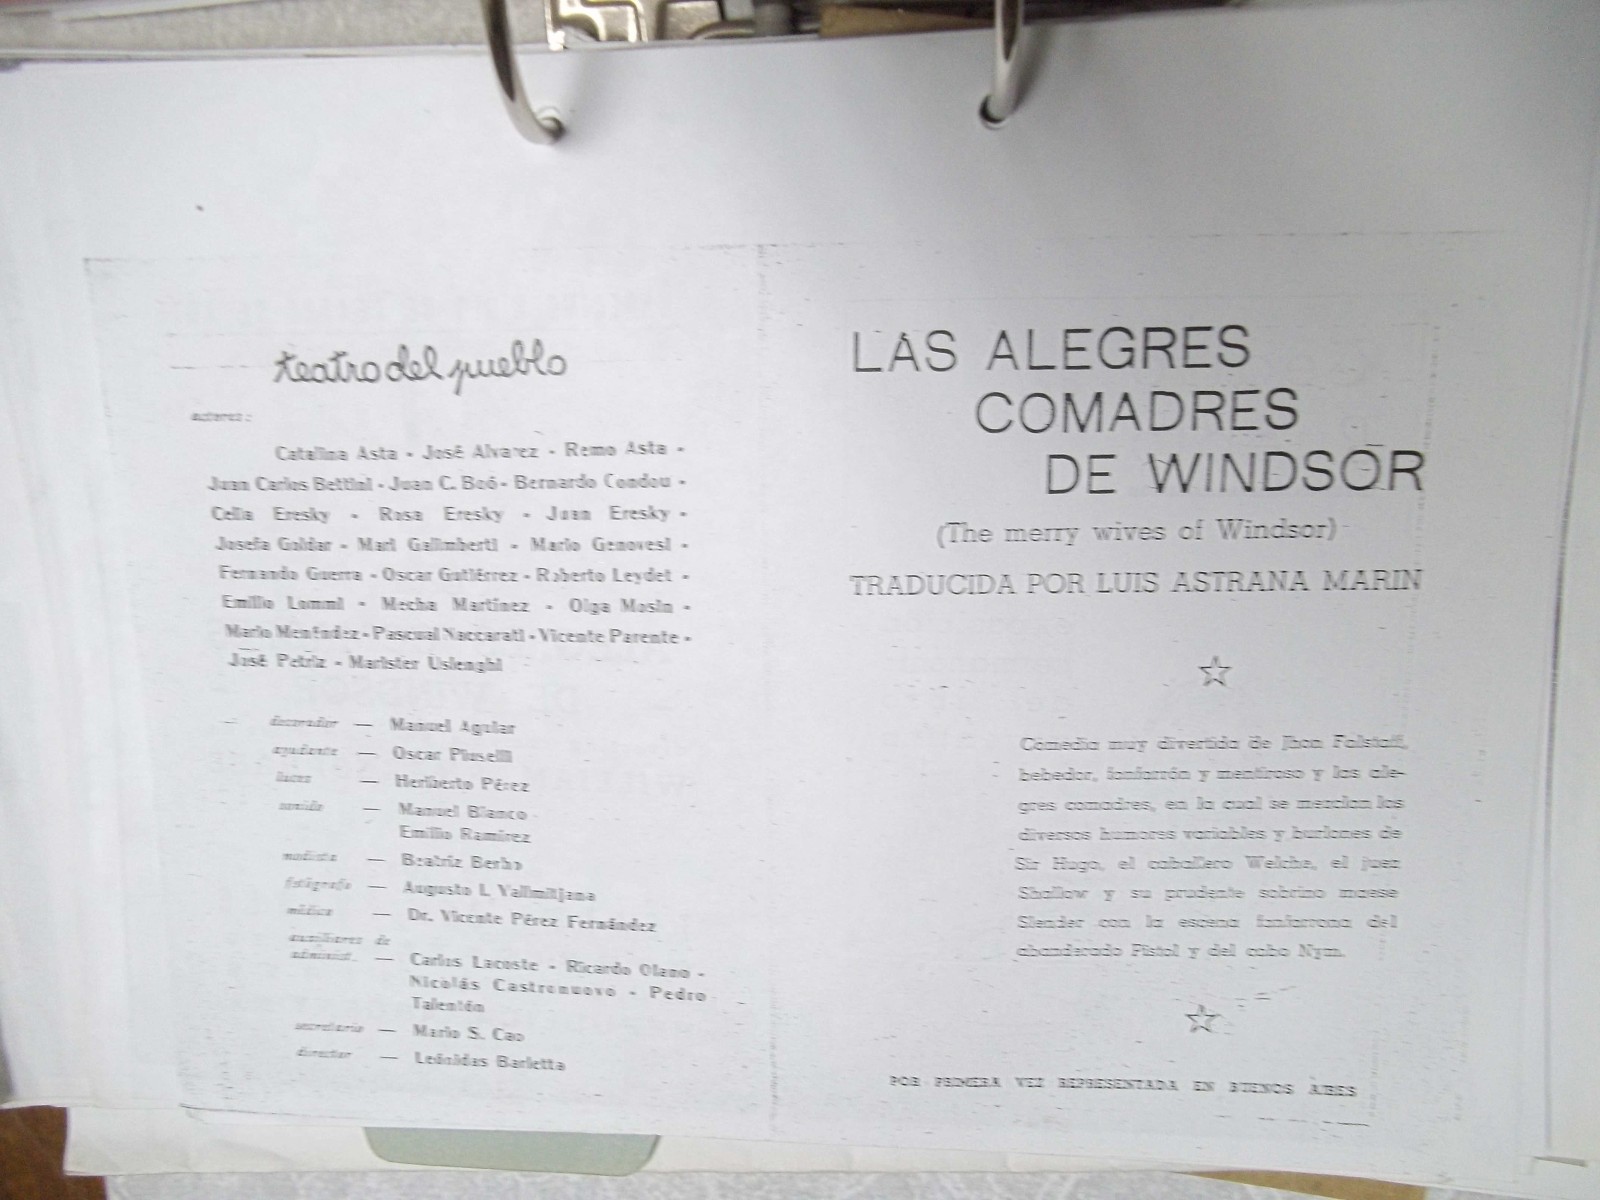 teatro del pueblo
actores:
Catalina Asta - José Alvarez - Remo Asta -
Juan Carlos Bettini - Juan C. Boó - Bernardo Condou -
Celia Eresky - Rosa Eresky - Juan Eresky -
Josefa Goldar - Mari Galimberti - Mario Genovesi -
Fernando Guerra - Oscar Gutiérrez - Roberto Leydet -
Emilio Lommi - Mecha Martínez - Olga Mosin -
Mario Menéndez - Pascual Naccarati - Vicente Parente -
José Petriz - Marister Uslenghi
decorador — Manuel Aguiar
ayudante — Oscar Pluselli
luces — Heriberto Pérez
sonido — Manuel Blanco
Emilio Ramírez
modista — Beatriz Berho
fotógrafo — Augusto I. Vallmitjana
médico — Dr. Vicente Pérez Fernández
auxiliares de
administ. — Carlos Lacoste - Ricardo Olano -
Nicolás Castronuovo - Pedro
Talentón
secretario — Mario S. Cao
director — Leónidas Barletta
LAS ALEGRES
COMADRES
DE WINDSOR
(The merry wives of Windsor)
TRADUCIDA POR LUIS ASTRANA MARIN
Comedia muy divertida de Jhon Falstaff,
bebedor, fanfarrón y mentiroso y las ale-
gres comadres, en la cual se mezclan los
diversos humores variables y burlones de
Sir Hugo, el caballero Welche, el juez
Shallow y su prudente sobrino maese
Slender con la escena fanfarrona del
abanderado Pistol y del cabo Nym.
POR PRIMERA VEZ REPRESENTADA EN BUENOS AIRES